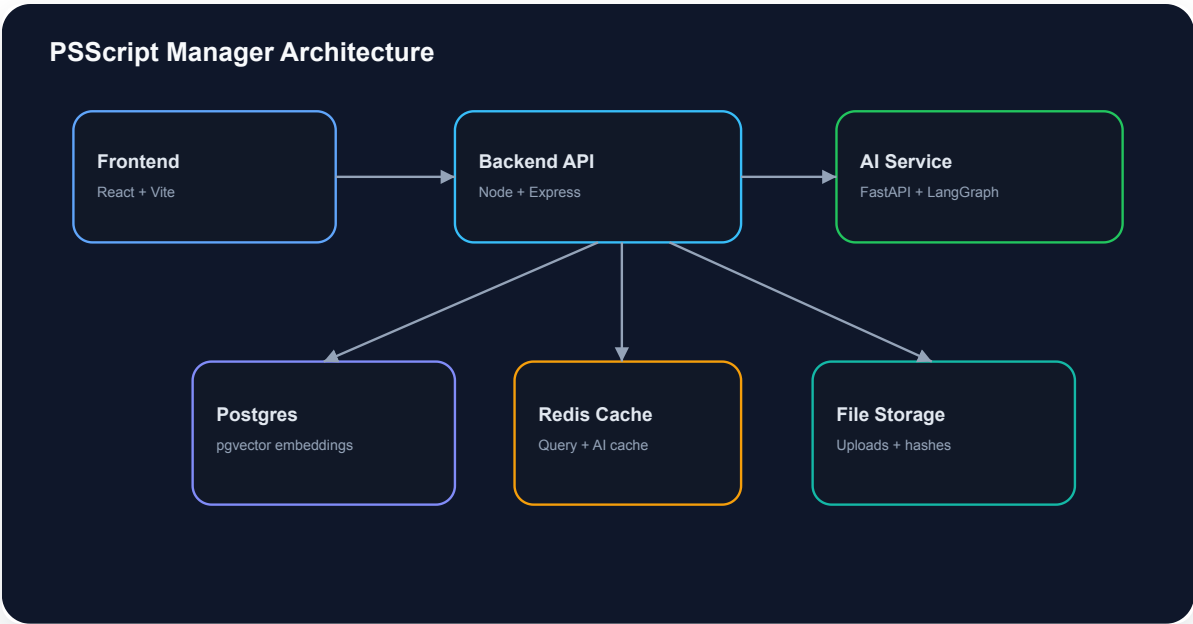 PSScript Manager Architecture
Frontend
React + Vite
Backend API
Node + Express
AI Service
FastAPI + LangGraph
Postgres
pgvector embeddings
Redis Cache
Query + AI cache
File Storage
Uploads + hashes